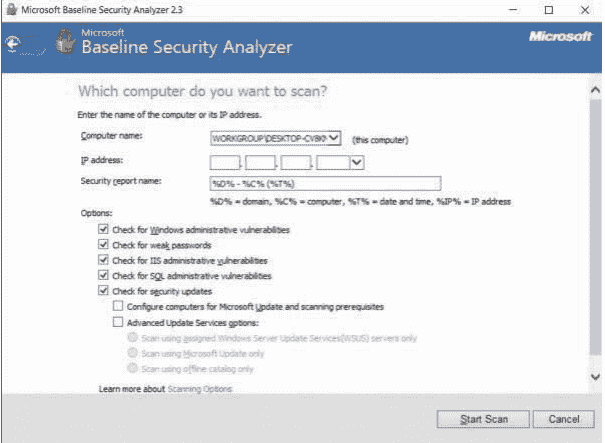 Microsoft Baseline Security Analyzer 2.3
Microsoft
Baseline Security Analyzer
Microsoft
Which computer do you want to scan?
Enter the name of the computer or its IP address.
Computer name:
WORKGROUP\DESKTOP-CV8KN
(this computer)
IP address:
Security report name:
%D% - %C% (%T%)
%D% = domain, %C% = computer, %T% = date and time, %IP% = IP address
Options:
Check for Windows administrative vulnerabilities
Check for weak passwords
Check for IIS administrative vulnerabilities
Check for SQL administrative vulnerabilities
Check for security updates
Configure computers for Microsoft Update and scanning prerequisites
Advanced Update Services options:
Scan using assigned Windows Server Update Services(WSUS) servers only
Scan using Microsoft Update only
Scan using offline catalog only
Learn more about Scanning Options
Start Scan
Cancel